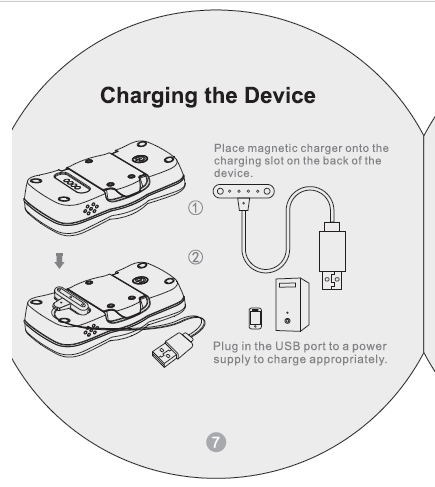 Charging the Device
Place magnetic charger onto the
charging slot on the back of the
device.
①
②
Plug in the USB port to a power
supply to charge appropriately.
7